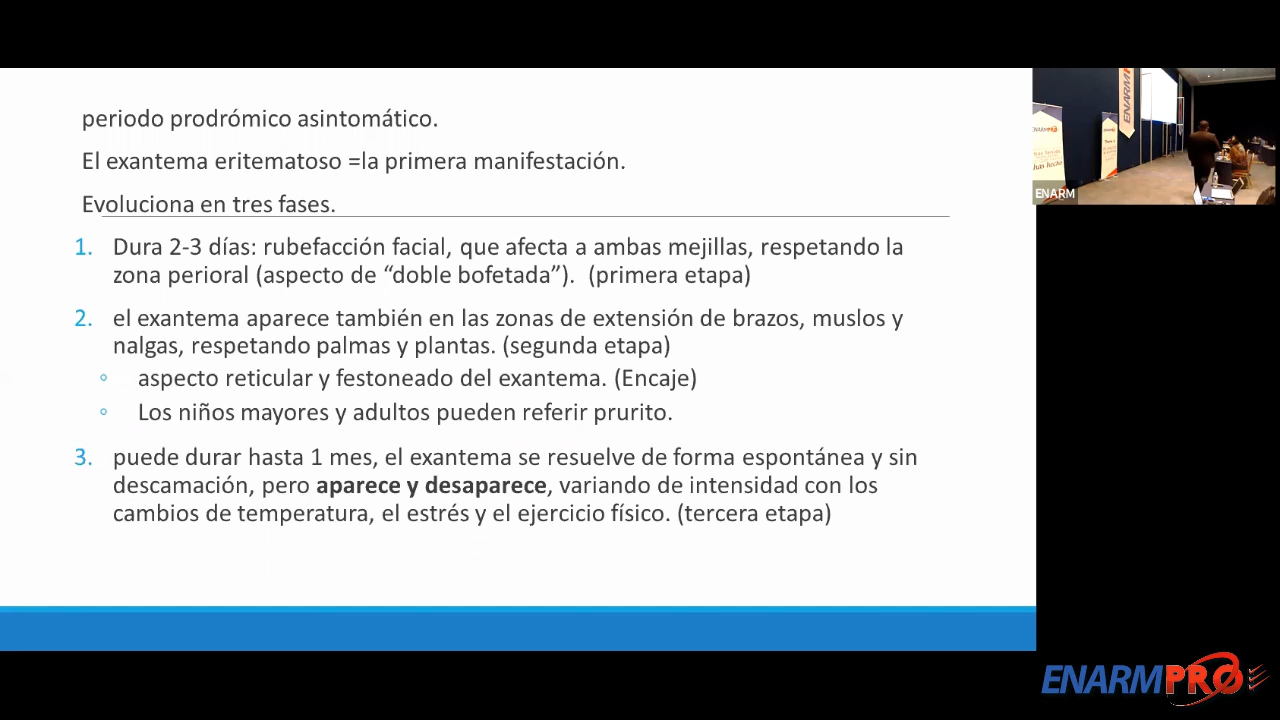 periodo prodrómico asintomático.
El exantema eritematoso =la primera manifestación.
Evoluciona en tres fases.
1. Dura 2-3 días: rubefacción facial, que afecta a ambas mejillas, respetando la
zona perioral (aspecto de “doble bofetada”). (primera etapa)
2. el exantema aparece también en las zonas de extensión de brazos, muslos y
nalgas, respetando palmas y plantas. (segunda etapa)
◦ aspecto reticular y festoneado del exantema. (Encaje)
◦ Los niños mayores y adultos pueden referir prurito.
3. puede durar hasta 1 mes, el exantema se resuelve de forma espontánea y sin
descamación, pero aparece y desaparece, variando de intensidad con los
cambios de temperatura, el estrés y el ejercicio físico. (tercera etapa)
ENARM
ENARMPRO